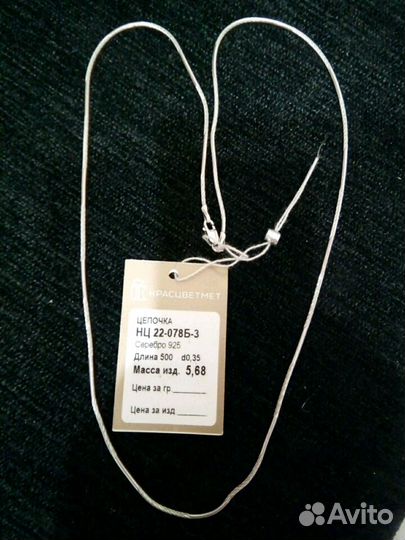 КРАСЦВЕТМЕТ
ЦЕПОЧКА
НЦ 22-078Б-3
Серебро 925
Длина 500 d0,35
Масса изд. 5,68
Цена за гр.
Цена за изд
Avito